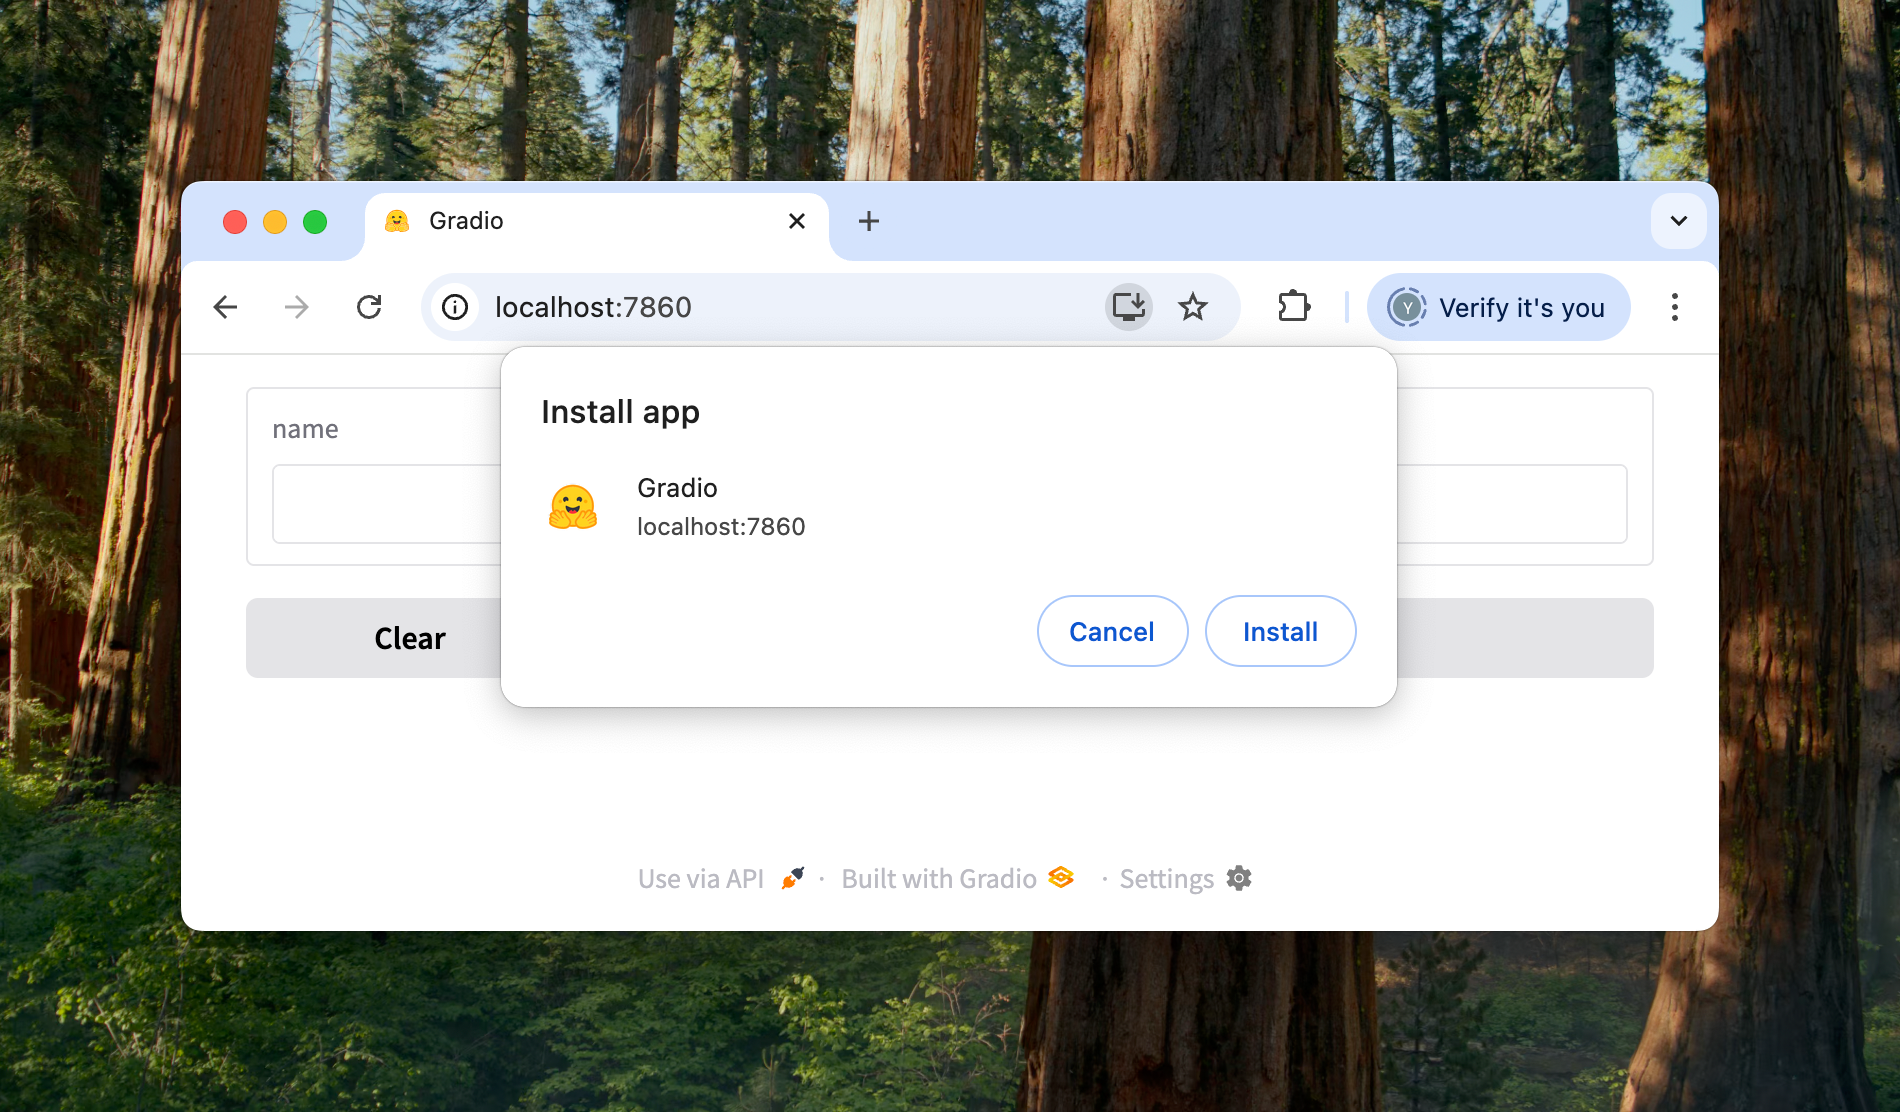 Gradio
localhost:7860
Y
Verify it's you
name
Install app
Gradio
localhost:7860
Cancel
Install
Clear
Use via API · Built with Gradio · Settings